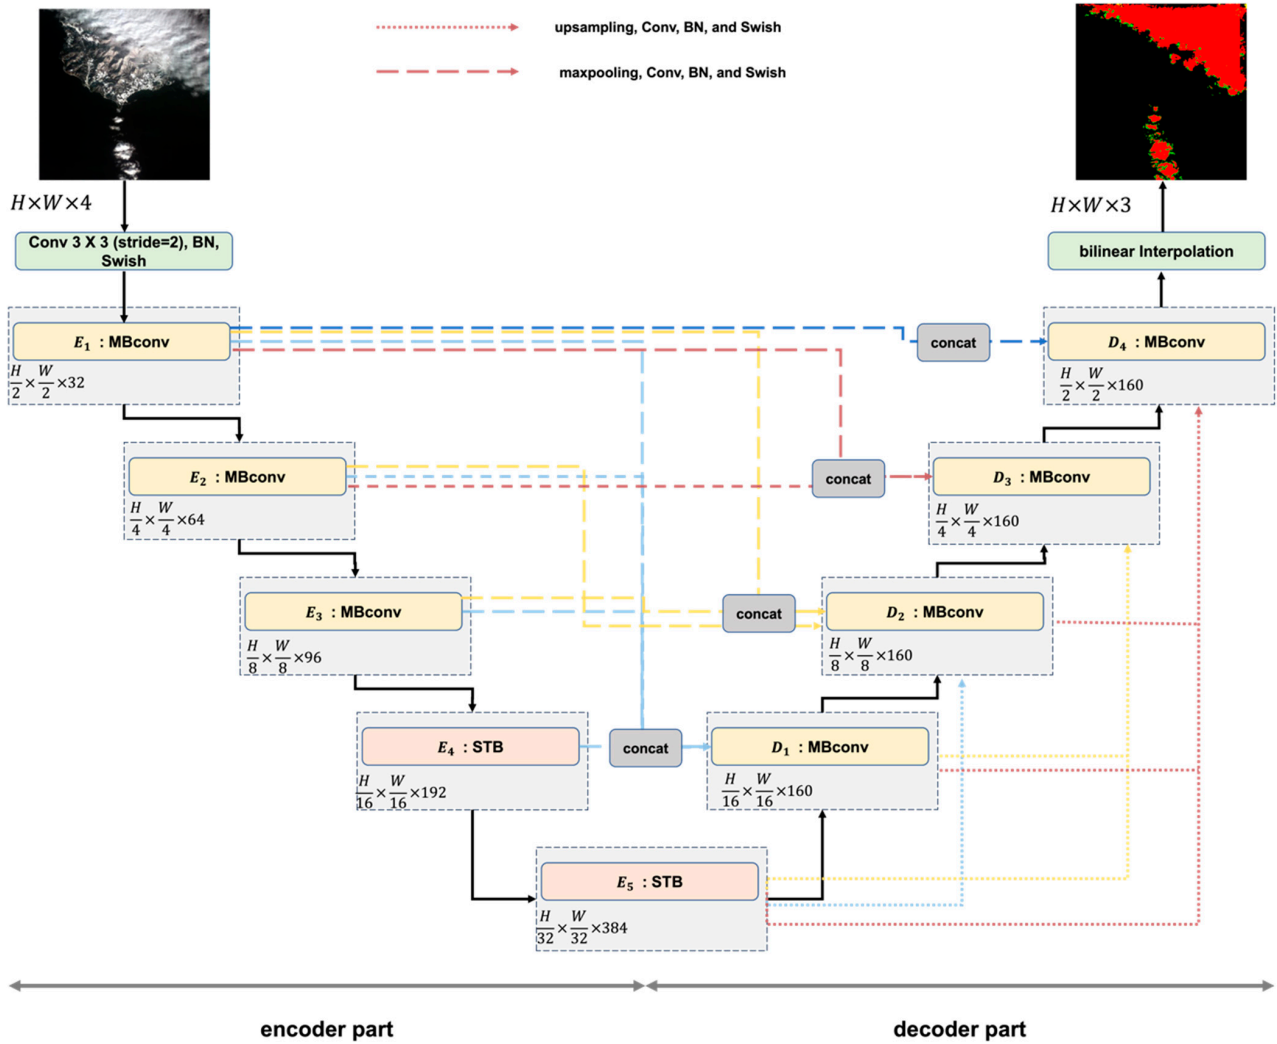 upsampling, Conv, BN, and Swish
maxpooling, Conv, BN, and Swish
H×W×4
H×W×3
Conv 3 X 3 (stride=2), BN,
Swish
bilinear Interpolation
E₁ : MBconv
H/2 × W/2 ×32
concat
D₄ : MBconv
H/2 × W/2 ×160
E₂ : MBconv
H/4 × W/4 ×64
concat
D₃ : MBconv
H/4 × W/4 ×160
E₃ : MBconv
H/8 × W/8 ×96
concat
D₂ : MBconv
H/8 × W/8 ×160
E₄ : STB
H/16 × W/16 ×192
concat
D₁ : MBconv
H/16 × W/16 ×160
E₅ : STB
H/32 × W/32 ×384
encoder part
decoder part